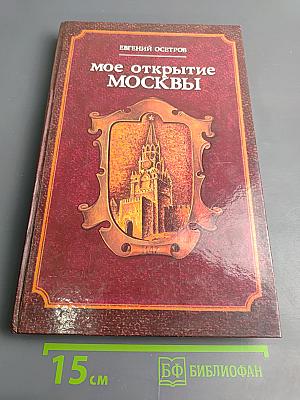 ЕВГЕНИЙ ОСЕТРОВ
мое открытие
МОСКВЫ
15 см
БФ БИБЛИОФАН